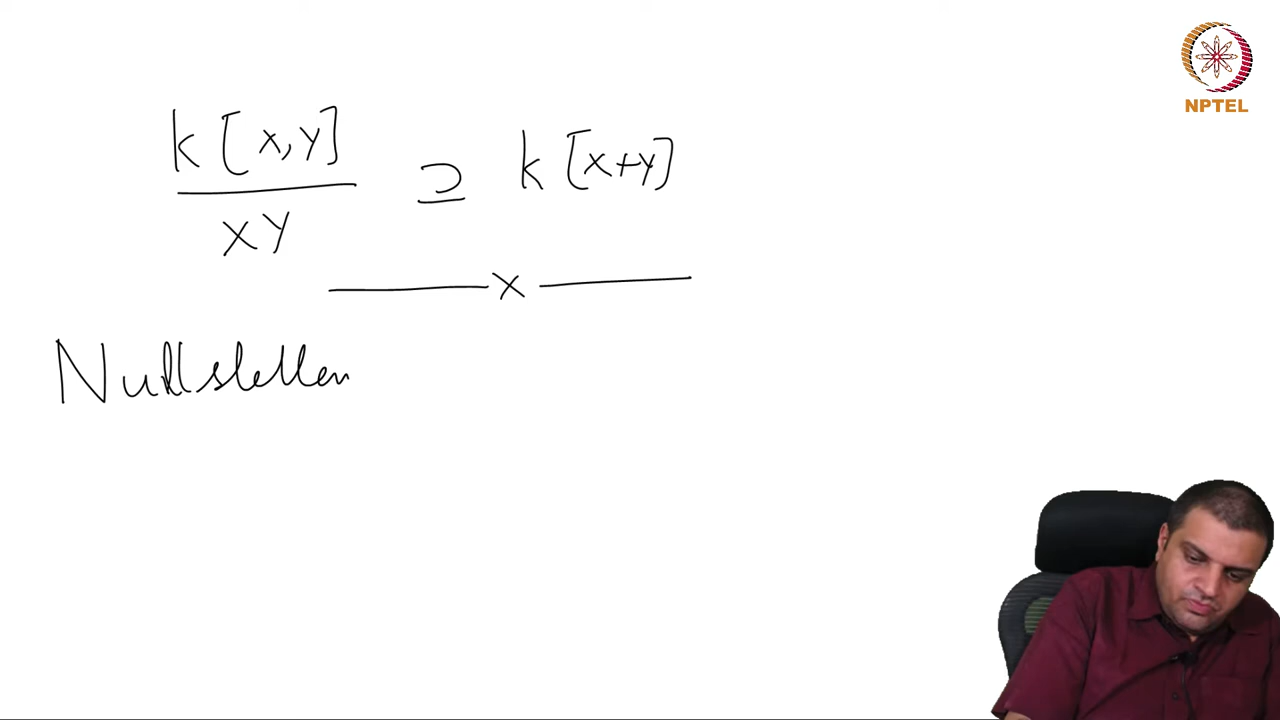 NPTEL
k[x,y]
xy
⊇ k[x+y]
x
Nullstellen